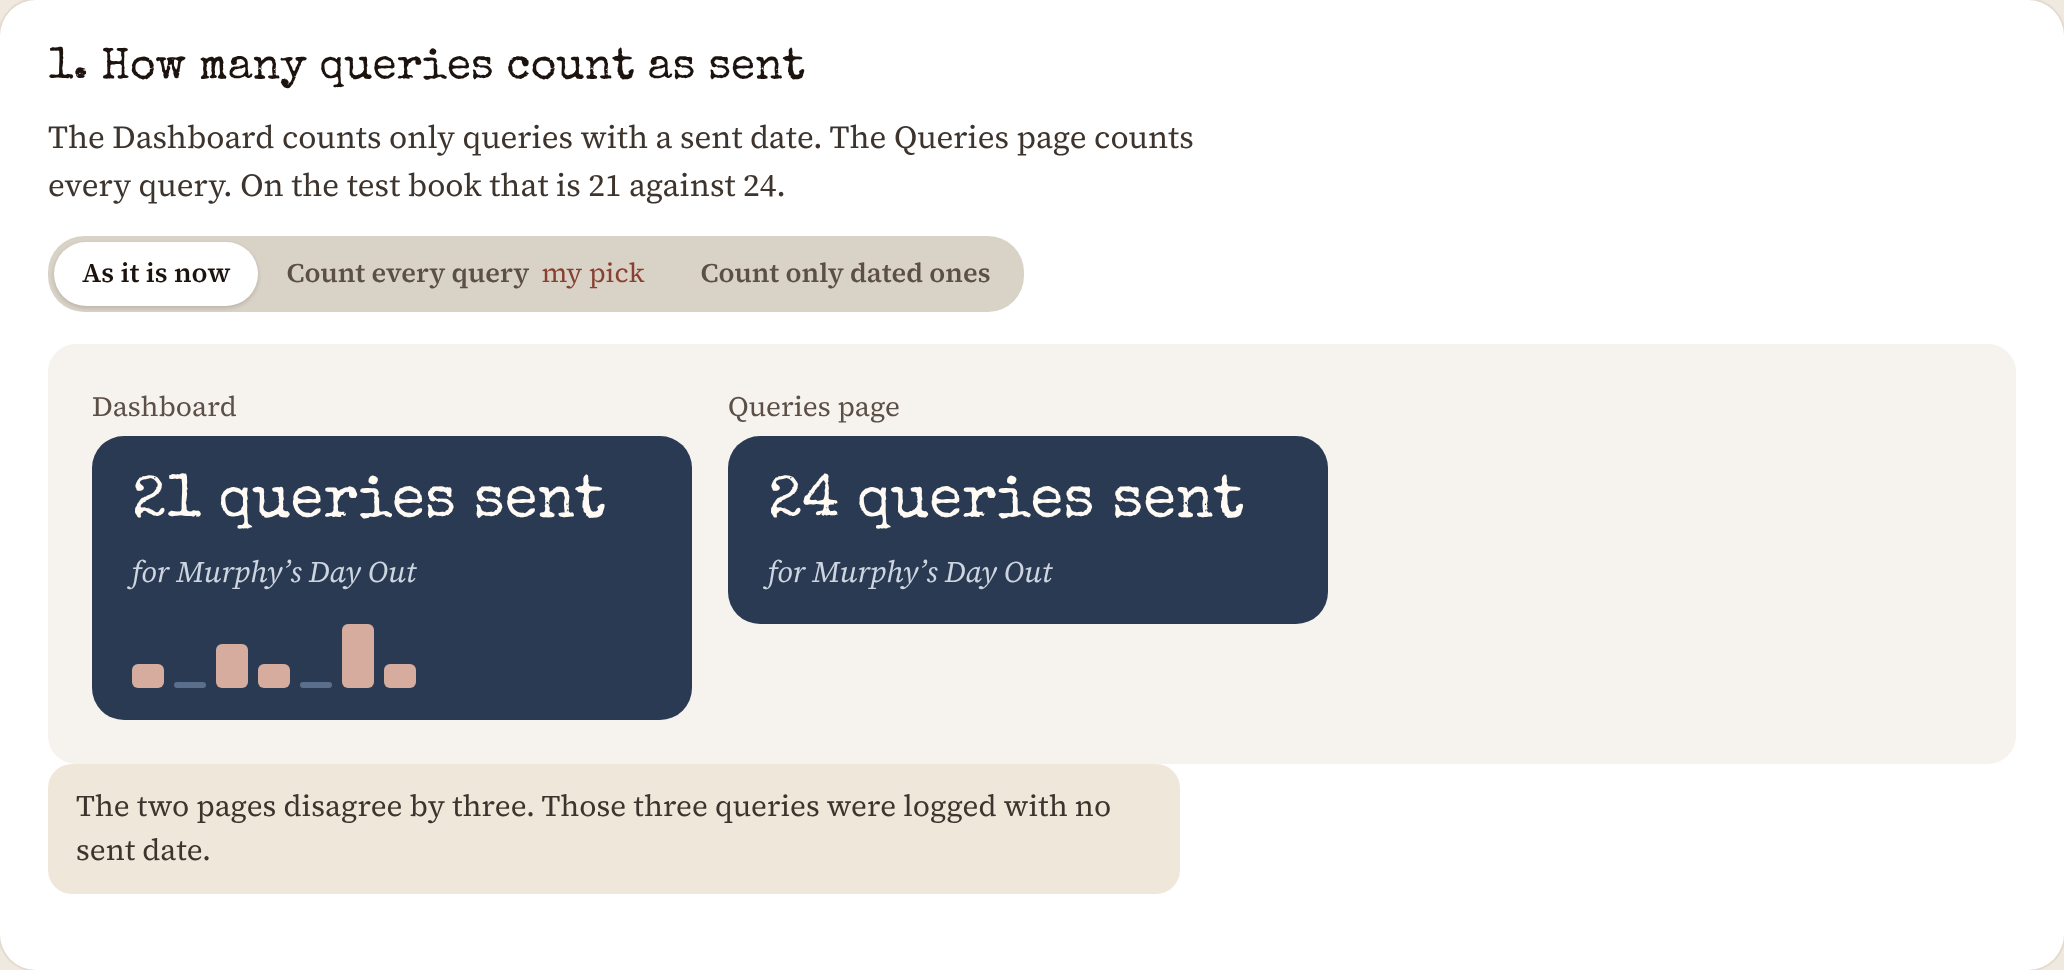 1. How many queries count as sent
The Dashboard counts only queries with a sent date. The Queries page counts
every query. On the test book that is 21 against 24.
As it is now
Count every query my pick
Count only dated ones
Dashboard
Queries page
21 queries sent
24 queries sent
for Murphy’s Day Out
for Murphy’s Day Out
The two pages disagree by three. Those three queries were logged with no
sent date.